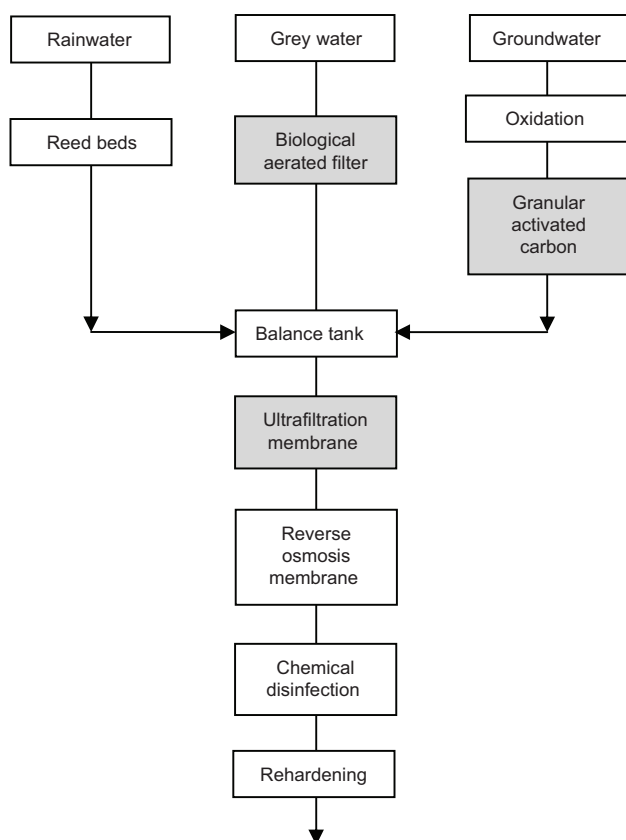 Rainwater
Grey water
Groundwater
Reed beds
Biological
aerated filter
Oxidation
Granular
activated
carbon
Balance tank
Ultrafiltration
membrane
Reverse
osmosis
membrane
Chemical
disinfection
Rehardening